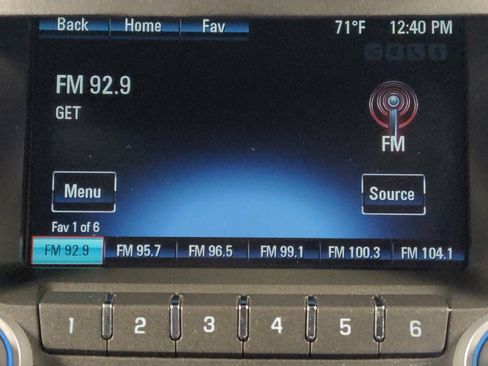 Back Home Fav 71°F 12:40 PM
FM 92.9
GET
FM
Menu Source
Fav 1 of 6
FM 92.9 FM 95.7 FM 96.5 FM 99.1 FM 100.3 FM 104.1
1 2 3 4 5 6